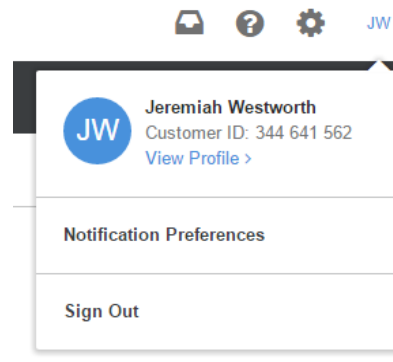 JW
JW
Jeremiah Westworth
Customer ID: 344 641 562
View Profile >
Notification Preferences
Sign Out